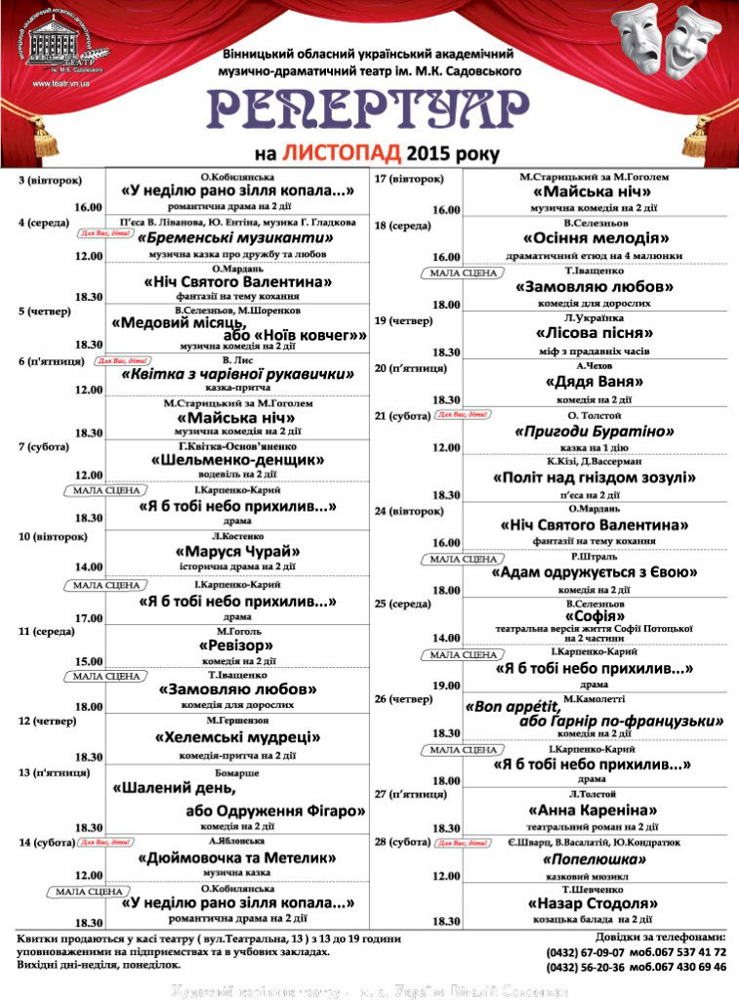 ВІННИЦЬКИЙ АКАДЕМІЧНИЙ МУЗИЧНО-ДРАМАТИЧНИЙ
ТЕАТР
ім. М.К. Садовського
www.teatr.vn.ua
Вінницький обласний український академічний
музично-драматичний театр ім. М.К. Садовського
РЕПЕРТУАР
на ЛИСТОПАД 2015 року
3 (вівторок)
О.Кобилянська
«У неділю рано зілля копала...»
16.00
романтична драма на 2 дії
4 (середа)
П’єса В. Ліванова, Ю. Ентіна, музика Г. Гладкова
Для Вас, діти!
«Бременські музиканти»
12.00
музична казка про дружбу та любов
О.Мардань
«Ніч Святого Валентина»
18.30
фантазії на тему кохання
5 (четвер)
В.Селезньов, М.Шоренков
«Медовий місяць,
або «Ноїв ковчег»»
18.30
музична комедія на 2 дії
6 (п'ятниця)
Для Вас, діти!
В. Лис
«Квітка з чарівної рукавички»
12.00
казка-притча
М.Старицький за М.Гоголем
«Майська ніч»
18.30
музична комедія на 2 дії
7 (субота)
Г.Квітка-Основ’яненко
«Шельменко-денщик»
12.00
водевіль на 2 дії
МАЛА СЦЕНА
І.Карпенко-Карий
«Я б тобі небо прихилив...»
18.30
драма
10 (вівторок)
Л.Костенко
«Маруся Чурай»
14.00
історична драма на 2 дії
МАЛА СЦЕНА
І.Карпенко-Карий
«Я б тобі небо прихилив...»
17.00
драма
11 (середа)
М.Гоголь
«Ревізор»
15.00
комедія на 2 дії
МАЛА СЦЕНА
Т.Іващенко
«Замовляю любов»
18.00
комедія для дорослих
12 (четвер)
М.Гершензон
«Хелемські мудреці»
18.30
комедія-притча на 2 дії
13 (п'ятниця)
Бомарше
«Шалений день,
або Одруження Фігаро»
18.30
комедія на 2 дії
14 (субота)
Для Вас, діти!
А.Яблонська
«Дюймовочка та Метелик»
12.00
музична казка
МАЛА СЦЕНА
О.Кобилянська
«У неділю рано зілля копала...»
18.30
романтична драма на 2 дії
17 (вівторок)
М.Старицький за М.Гоголем
«Майська ніч»
16.00
музична комедія на 2 дії
18 (середа)
В.Селезньов
«Осіння мелодія»
16.00
драматичний етюд на 4 малюнки
МАЛА СЦЕНА
Т.Іващенко
«Замовляю любов»
18.00
комедія для дорослих
19 (четвер)
Л.Українка
«Лісова пісня»
18.30
міф з прадавніх часів
20 (п’ятниця)
А.Чехов
«Дядя Ваня»
18.30
комедія на 2 дії
21 (субота)
Для Вас, діти!
О. Толстой
«Пригоди Буратіно»
12.00
казка на 1 дію
К.Кізі, Д.Вассерман
«Політ над гніздом зозулі»
18.30
п’єса на 2 дії
24 (вівторок)
О.Мардань
«Ніч Святого Валентина»
16.00
фантазії на тему кохання
МАЛА СЦЕНА
Р.Штраль
«Адам одружується з Євою»
18.00
комедія на 2 дії
25 (середа)
В.Селезньов
«Софія»
театральна версія життя Софії Потоцької
14.00
на 2 частини
МАЛА СЦЕНА
І.Карпенко-Карий
«Я б тобі небо прихилив...»
19.00
драма
26 (четвер)
М.Камолетті
«Bon appétit,
або Гарнір по-французьки»
18.30
комедія на 2 дії
МАЛА СЦЕНА
І.Карпенко-Карий
«Я б тобі небо прихилив...»
18.00
драма
27 (п’ятниця)
Л.Толстой
«Анна Кареніна»
18.30
театральний роман на 2 дії
28 (субота)
Для Вас, діти!
Є.Шварц, В.Васалатій, Ю.Кондратюк
«Попелюшка»
12.00
казковий мюзикл
Т.Шевченко
«Назар Стодоля»
18.30
козацька балада на 2 дії
Квитки продаються у касі театру ( вул.Театральна, 13 ) з 13 до 19 години
уповноваженими на підприємствах та в учбових закладах.
Вихідні дні-неділя, понеділок.
Довідки за телефонами:
(0432) 67-09-07 моб.067 537 41 72
(0432) 56-20-36 моб.067 430 69 46